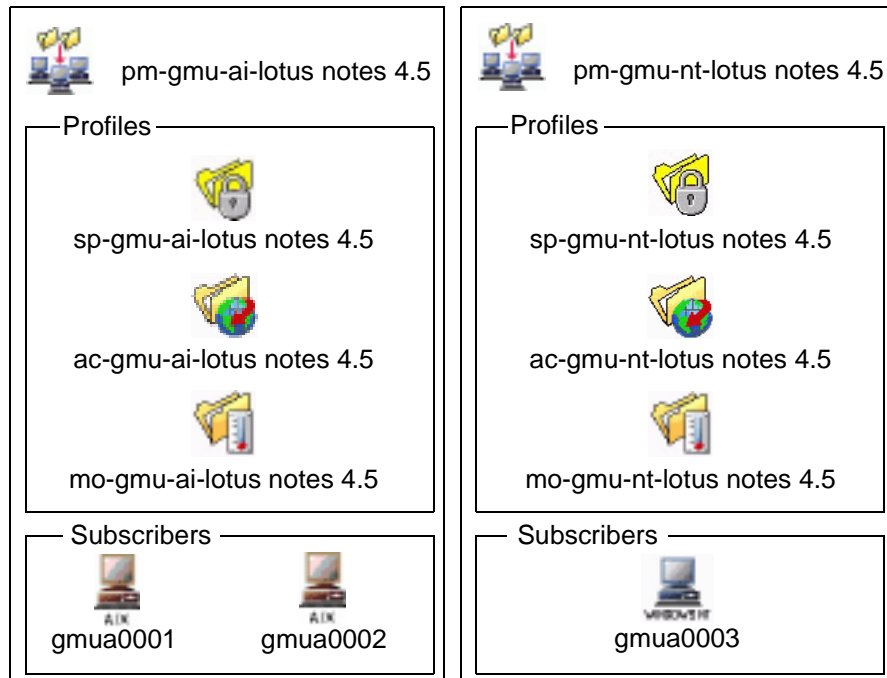 pm-gmu-ai-lotus notes 4.5
Profiles
sp-gmu-ai-lotus notes 4.5
ac-gmu-ai-lotus notes 4.5
mo-gmu-ai-lotus notes 4.5
Subscribers
AIX
AIX
gmua0001
gmua0002
pm-gmu-nt-lotus notes 4.5
Profiles
sp-gmu-nt-lotus notes 4.5
ac-gmu-nt-lotus notes 4.5
mo-gmu-nt-lotus notes 4.5
Subscribers
WINDOWS NT
gmua0003